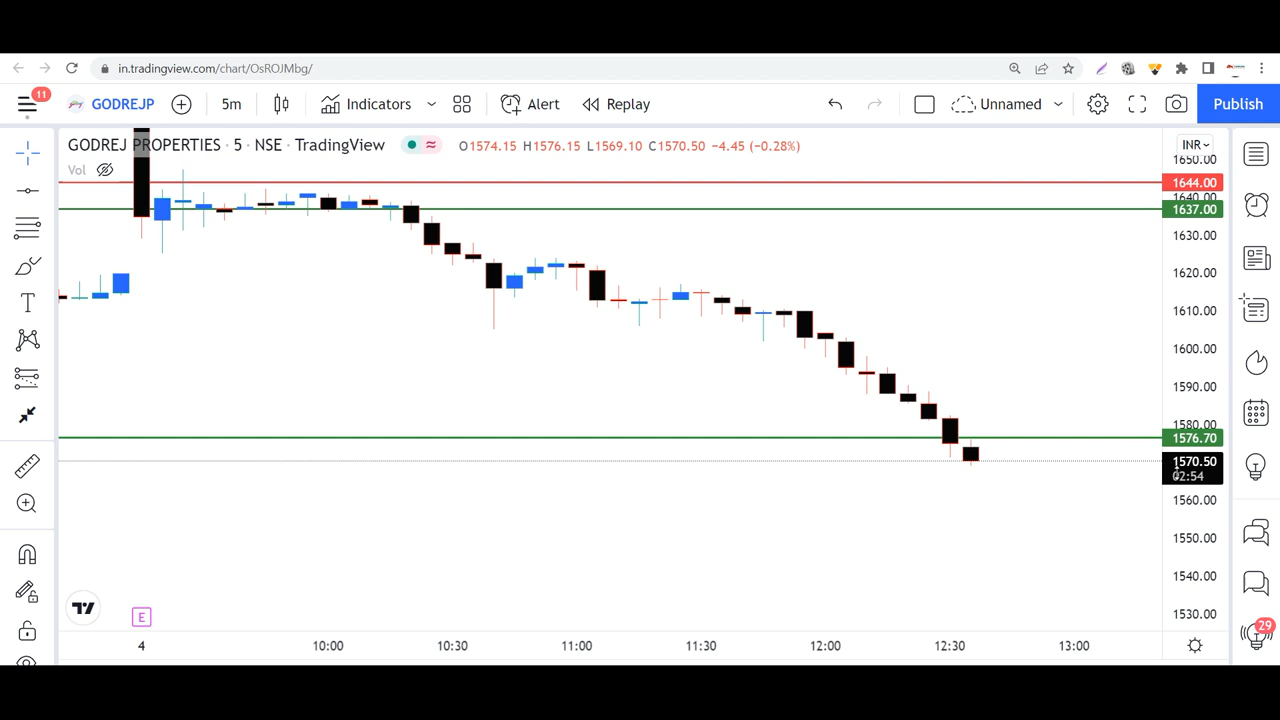 in.tradingview.com/chart/OsROJMbg/
11
GODREJP
5m
Indicators
Alert
Replay
Unnamed
Publish
GODREJ PROPERTIES · 5 · NSE · TradingView
O1574.15 H1576.15 L1569.10 C1570.50 −4.45 (−0.28%)
INR
Vol
1650.00
1644.00
1640.00
1637.00
1630.00
1620.00
1610.00
1600.00
1590.00
1580.00
1576.70
1570.50
02:54
1560.00
1550.00
1540.00
1530.00
T
E
29
4 10:00 10:30 11:00 11:30 12:00 12:30 13:00